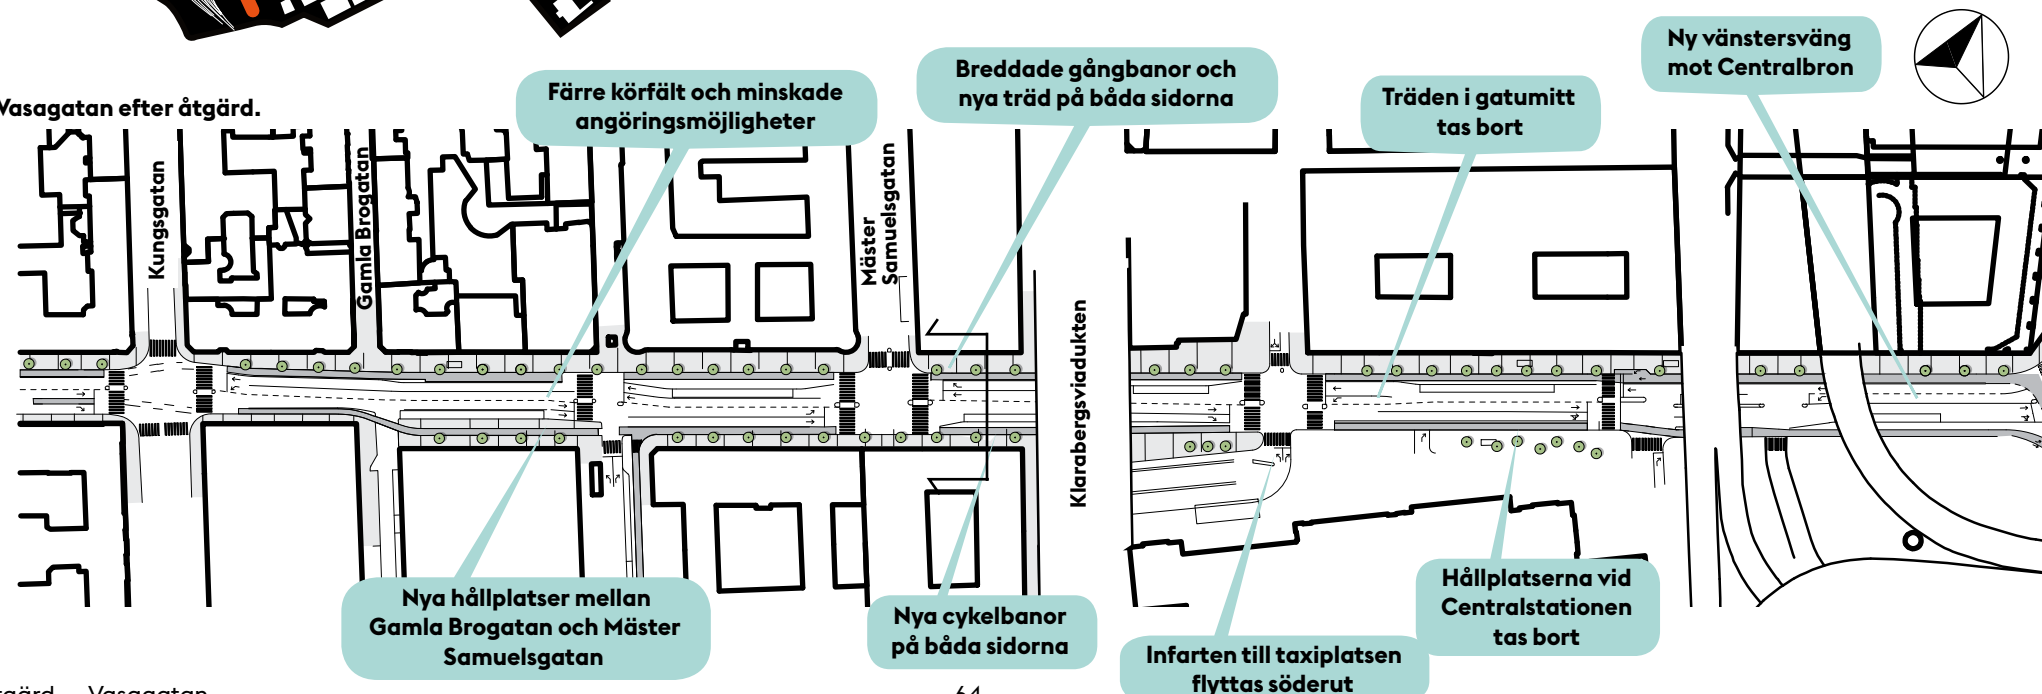 Vasagatan efter åtgärd.
Färre körfält och minskade
angöringsmöjligheter
Breddade gångbanor och
nya träd på båda sidorna
Träden i gatumitt
tas bort
Ny vänstersväng
mot Centralbron
Kungsgatan
Gamla Brogatan
Mäster
Samuelsgatan
Klarabergsviadukten
Nya hållplatser mellan
Gamla Brogatan och Mäster
Samuelsgatan
Nya cykelbanor
på båda sidorna
Infarten till taxiplatsen
flyttas söderut
Hållplatserna vid
Centralstationen
tas bort
Vasagatan
64